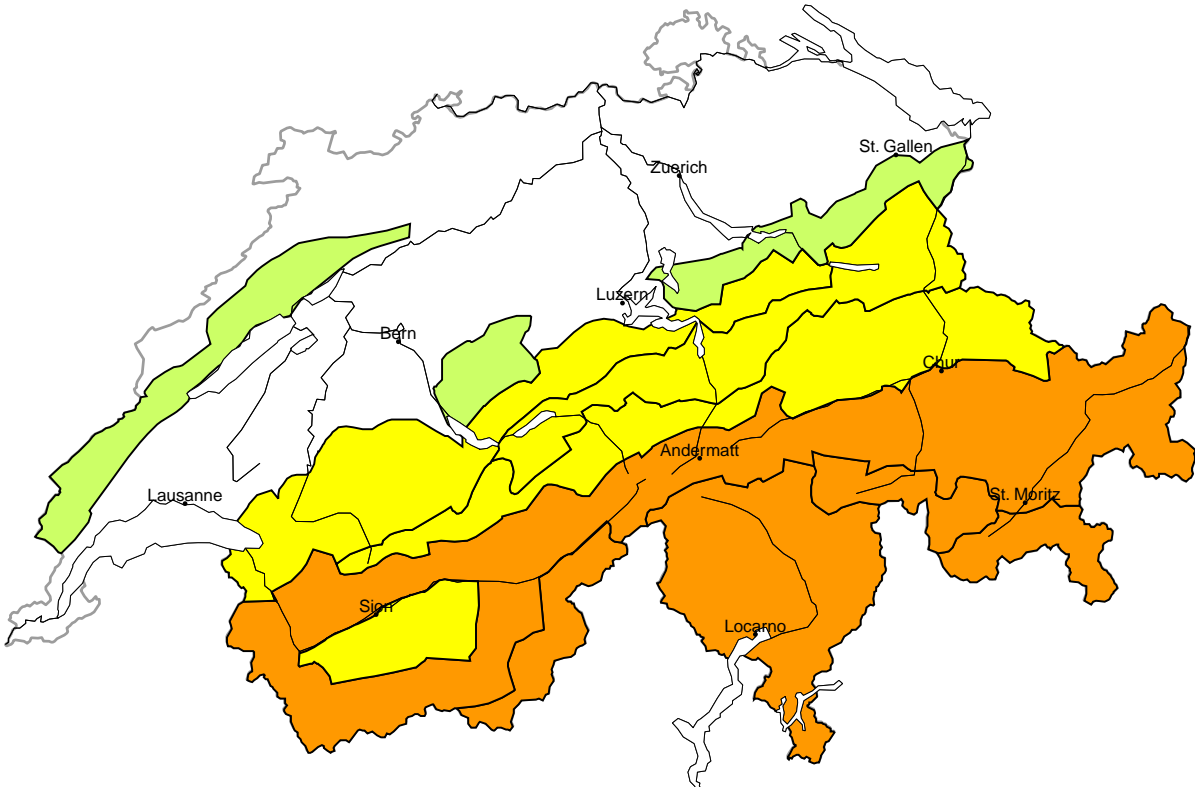 St. Gallen
Zuerich
Luzern
Bern
Chur
Andermatt
Lausanne
St. Moritz
Sion
Locarno